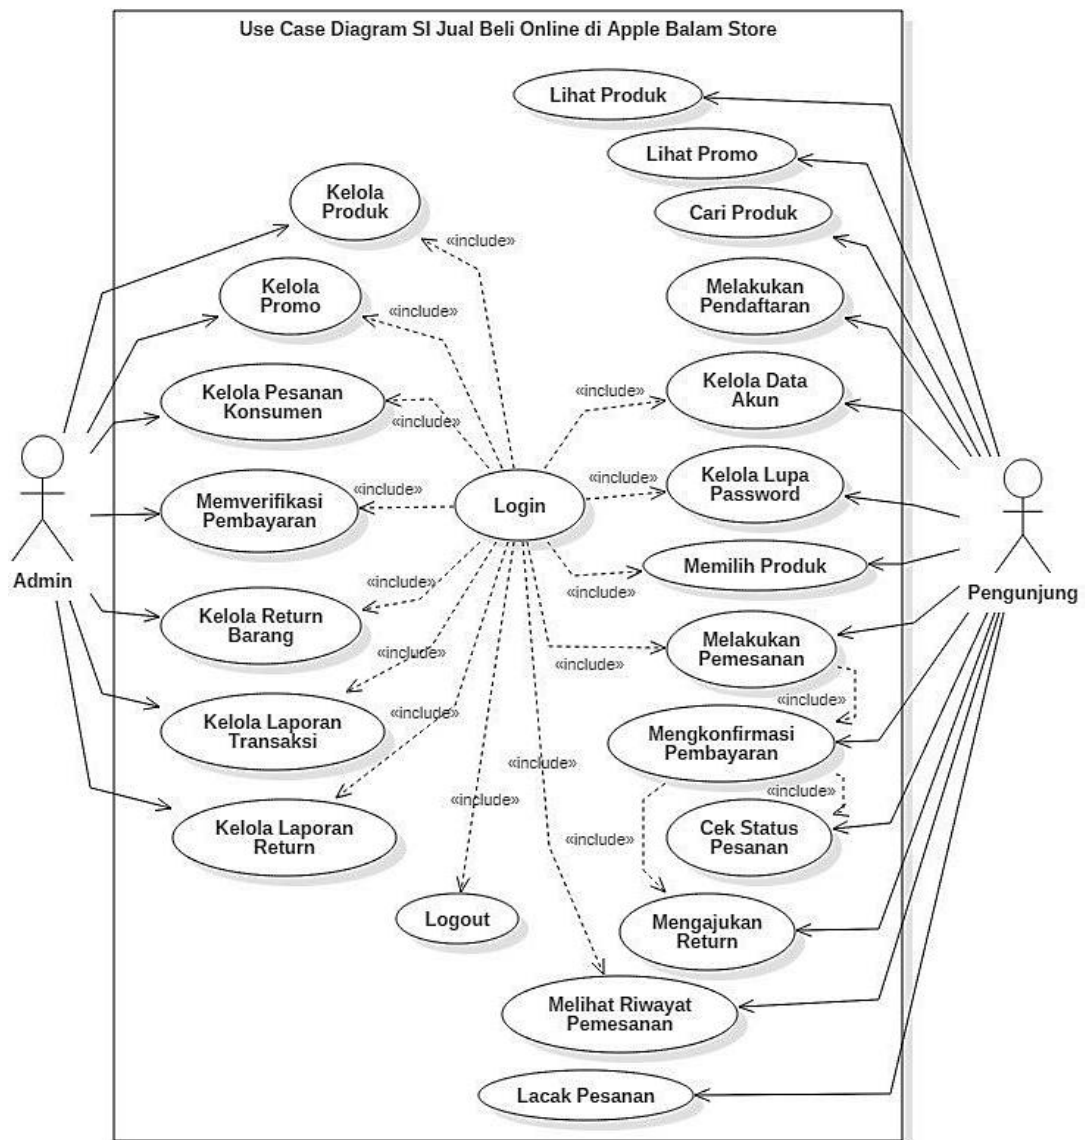 Use Case Diagram SI Jual Beli Online di Apple Balam Store
Lihat Produk
Lihat Promo
Cari Produk
Kelola
Produk
«include»
Melakukan
Pendaftaran
Kelola
Promo
«include»
Kelola Data
Akun
«include»
Kelola Pesanan
Konsumen
«include»
Kelola Lupa
Password
«include»
Memverifikasi
Pembayaran
«include»
Login
Admin
Memilih Produk
«include»
Pengunjung
Kelola Return
Barang
«include»
Melakukan
Pemesanan
«include»
«include»
«include»
Kelola Laporan
Transaksi
«include»
Mengkonfirmasi
Pembayaran
«include»
«include»
«include»
Kelola Laporan
Return
Cek Status
Pesanan
«include»
Logout
Mengajukan
Return
Melihat Riwayat
Pemesanan
Lacak Pesanan